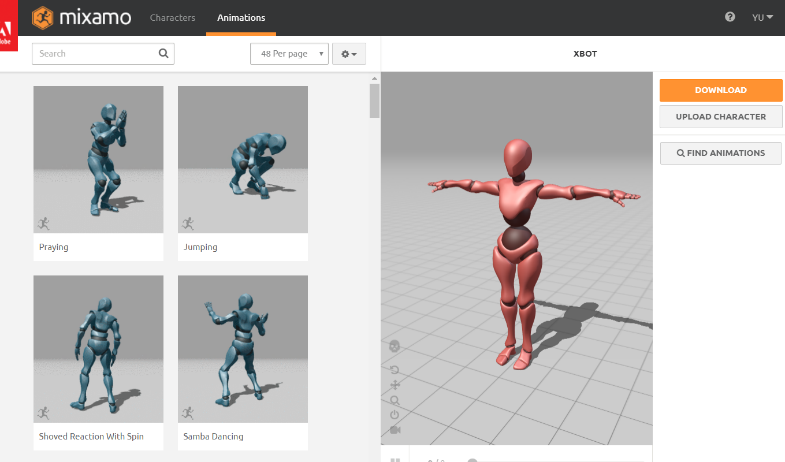 mixamo
Characters
Animations
YU
Search
48 Per page
XBOT
DOWNLOAD
UPLOAD CHARACTER
FIND ANIMATIONS
Praying
Jumping
Shoved Reaction With Spin
Samba Dancing